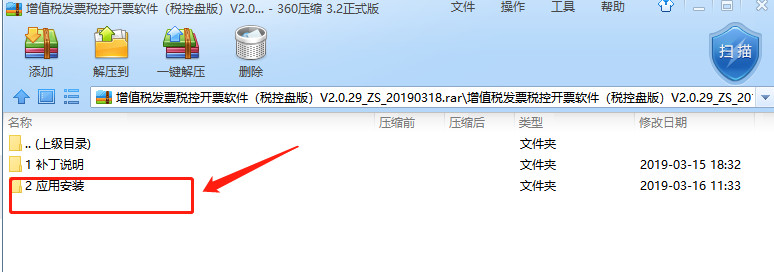 增值税发票税控开票软件（税控盘版）V2.0... - 360压缩 3.2正式版 文件 操作 工具 帮助
添加 解压到 一键解压 删除 扫描
增值税发票税控开票软件（税控盘版）V2.0.29_ZS_20190318.rar\增值税发票税控开票软件（税控盘版）V2.0.29_ZS_201
名称 压缩前 压缩后 类型 修改日期
.. (上级目录) 文件夹
1 补丁说明 文件夹 2019-03-15 18:32
2 应用安装 文件夹 2019-03-16 11:33